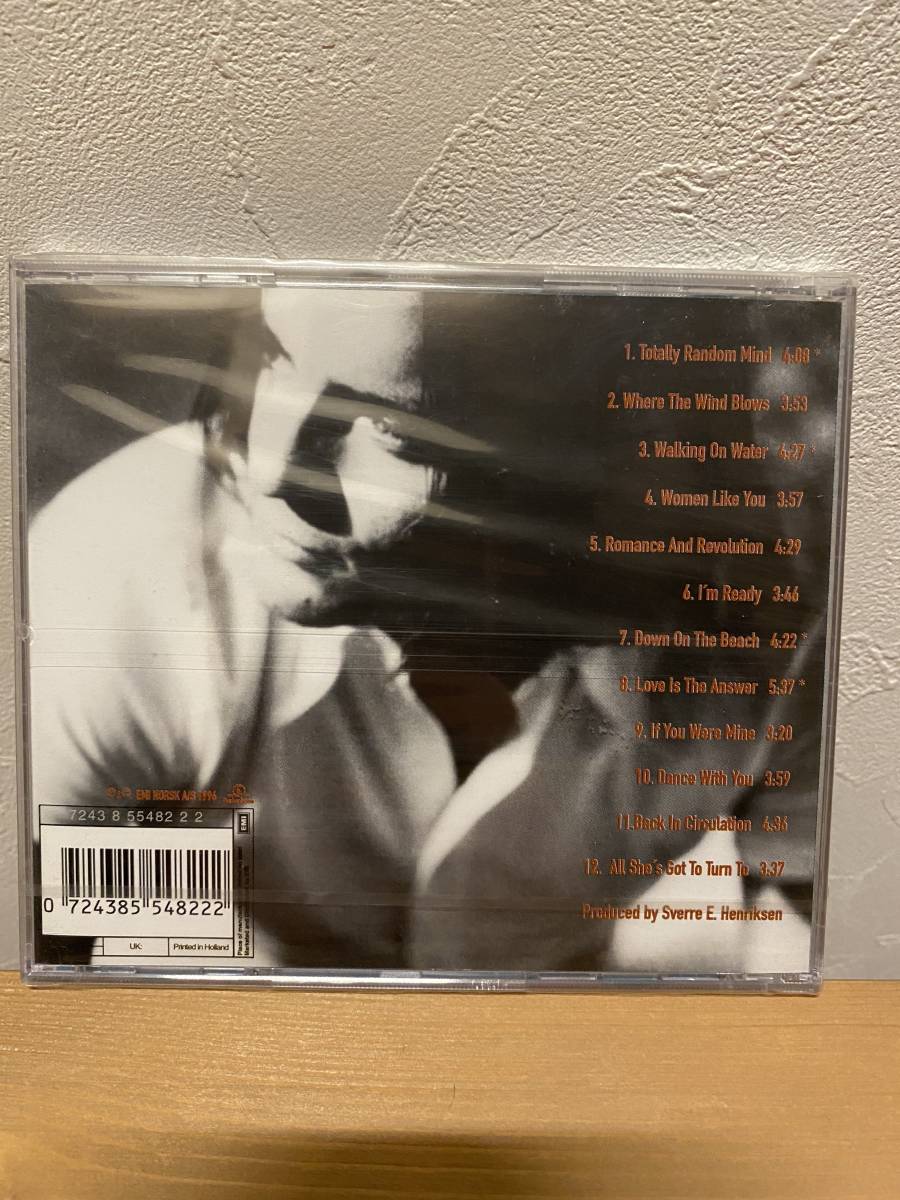 1. Totally Random Mind 4:08 *
2. Where The Wind Blows 3:53
3. Walking On Water 4:27 *
4. Women Like You 3:57
5. Romance And Revolution 4:29
6. I'm Ready 3:46
7. Down On The Beach 4:22 *
8. Love Is The Answer 5:37 *
9. If You Were Mine 3:20
10. Dance With You 3:59
11.Back In Circulation 4:36
12. All She's Got To Turn To 3:37
Produced by Sverre E. Henriksen
℗ © EMI NORSK A/S 1996
7243 8 55482 2 2
EMI
0 724385 548222
UK:
Printed in Holland